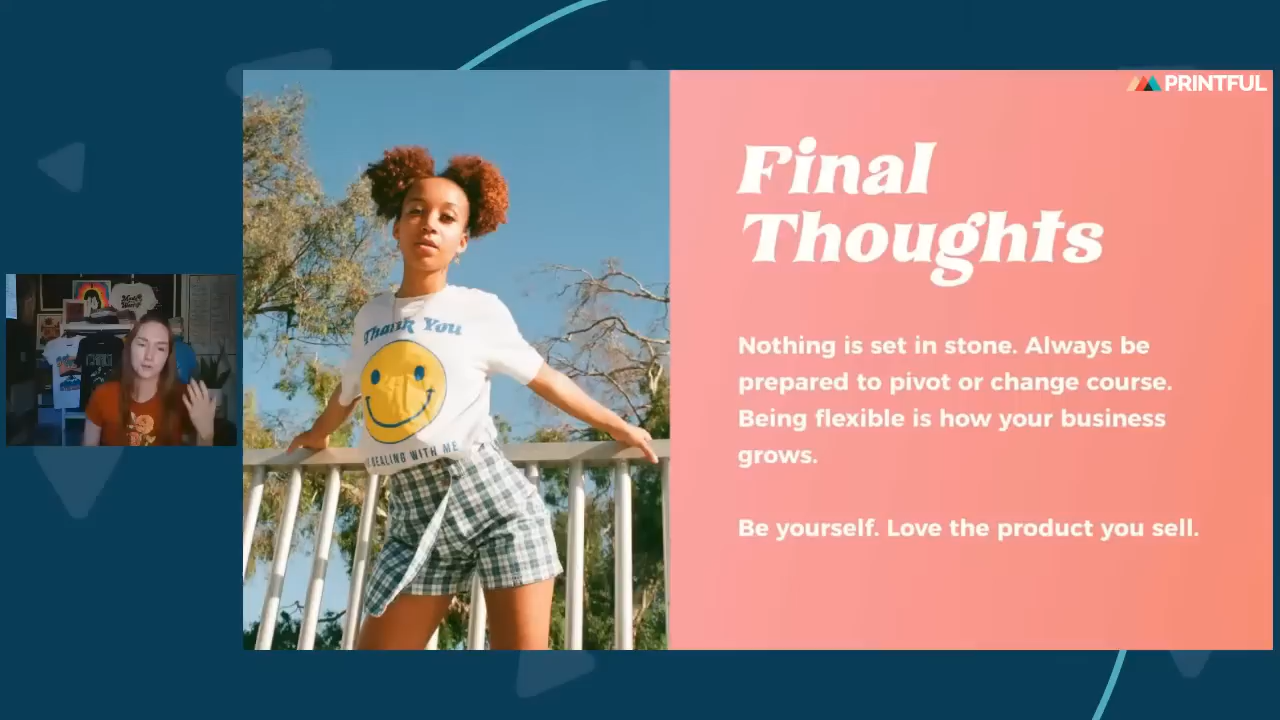 PRINTFUL
Final
Thoughts
Nothing is set in stone. Always be
prepared to pivot or change course.
Being flexible is how your business
grows.
Be yourself. Love the product you sell.
Thank You
DEALING WITH ME